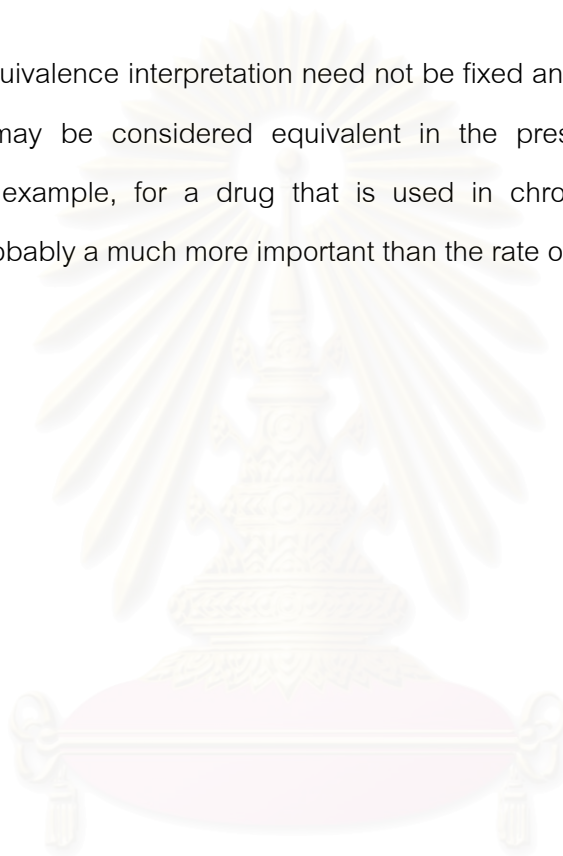 uivalence interpretation need not be fixed an
may be considered equivalent in the pres
example, for a drug that is used in chro
obably a much more important than the rate o